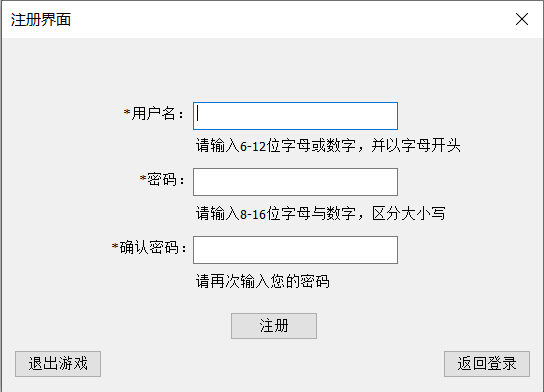 注册界面
*用户名：
请输入6-12位字母或数字，并以字母开头
*密码：
请输入8-16位字母与数字，区分大小写
*确认密码：
请再次输入您的密码
注册
退出游戏
返回登录